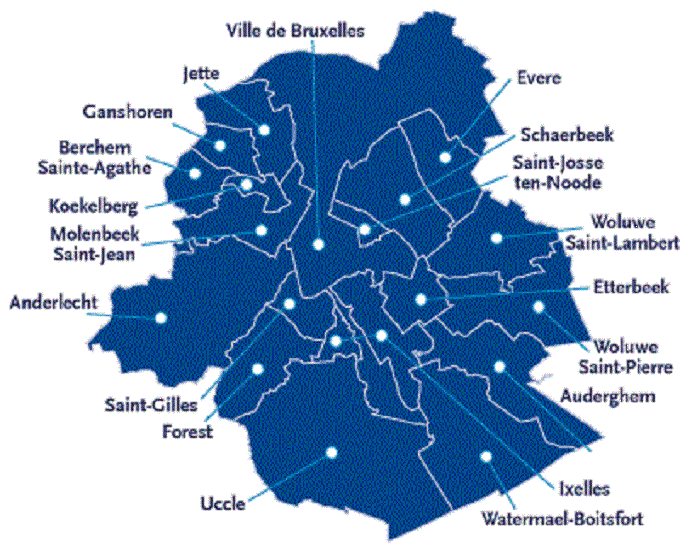 Ville de Bruxelles
Jette
Evere
Ganshoren
Schaerbeek
Berchem
Sainte-Agathe
Saint-Josse
ten-Noode
Koekelberg
Molenbeek
Saint-Jean
Woluwe
Saint-Lambert
Etterbeek
Anderlecht
Woluwe
Saint-Pierre
Auderghem
Saint-Gilles
Forest
Ixelles
Uccle
Watermael-Boitsfort